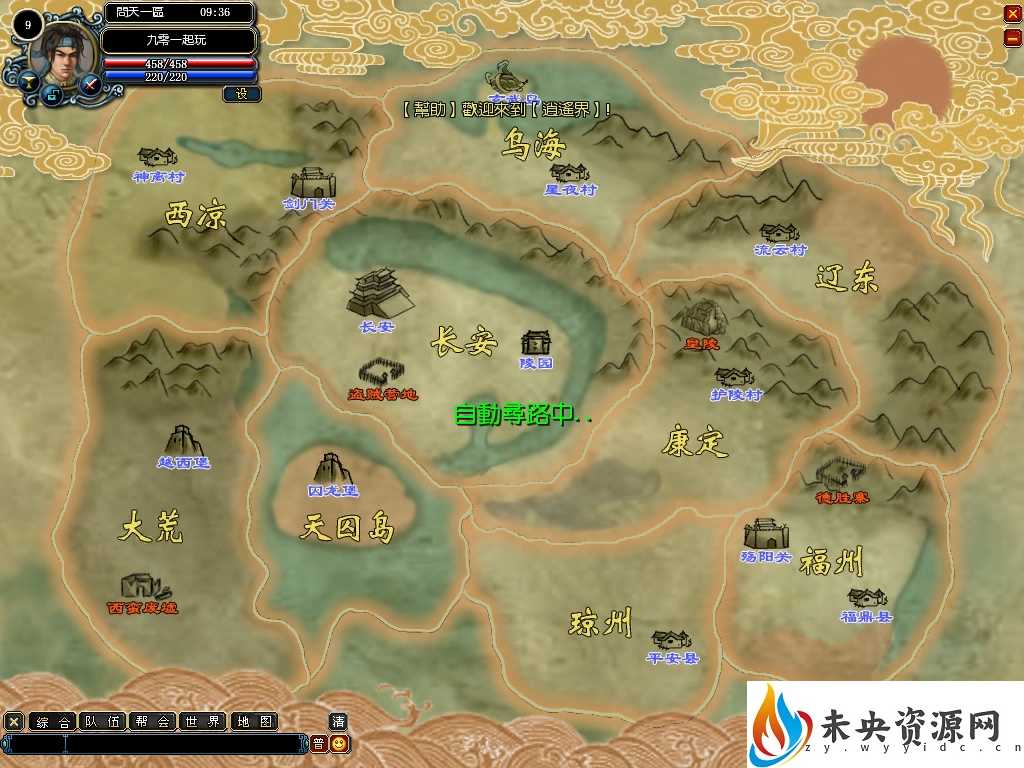 9
問天一區 09:36
九零一起玩
458/458
220/220
设
玄武岛
【幫助】歡迎來到【逍遙界】!
乌海
神离村
剑门关
星夜村
西凉
流云村
辽东
长安
长安
陵园
皇陵
盗贼营地
护陵村
自動尋路中..
康定
越西堡
囚龙堡
德胜寨
大荒
天囚岛
殇阳关
福州
西蛮废墟
福鼎县
琼州
平安县
综合 队伍 帮会 世界 地图 清
普
未央资源网
zy.wyyidc.cn